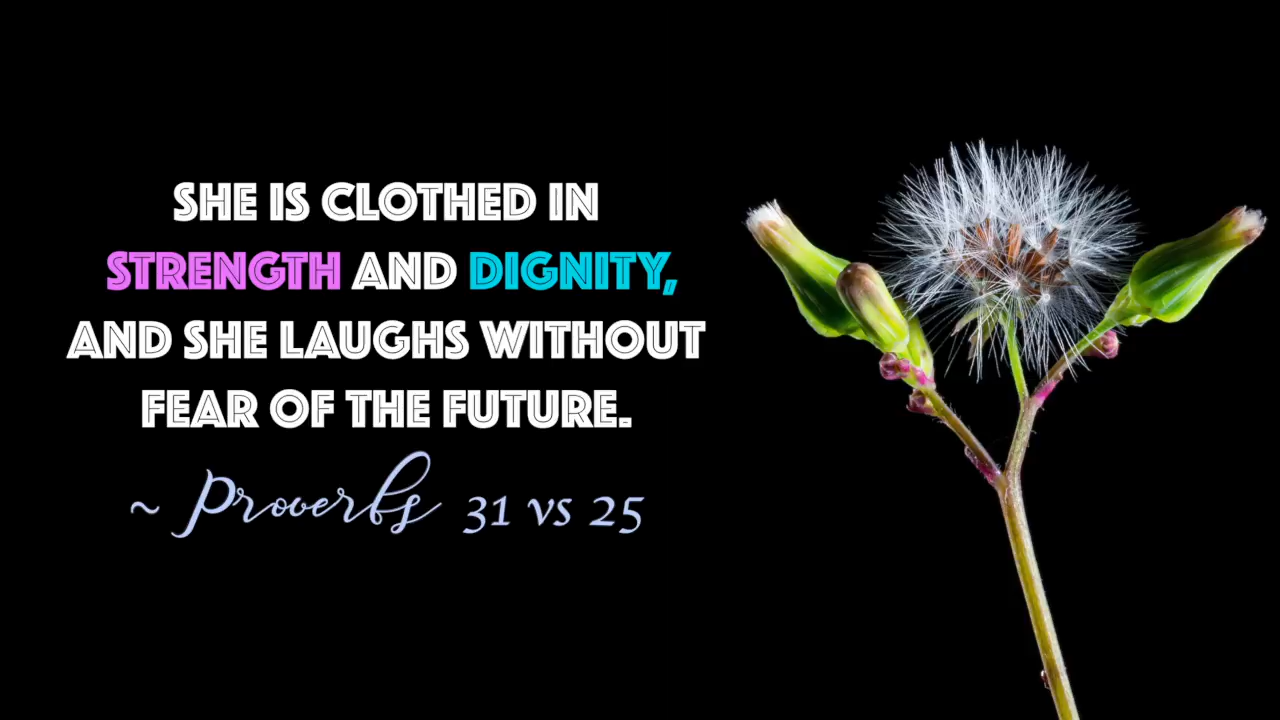 SHE IS CLOTHED IN
STRENGTH AND DIGNITY,
AND SHE LAUGHS WITHOUT
FEAR OF THE FUTURE.
~ Proverbs 31 vs 25